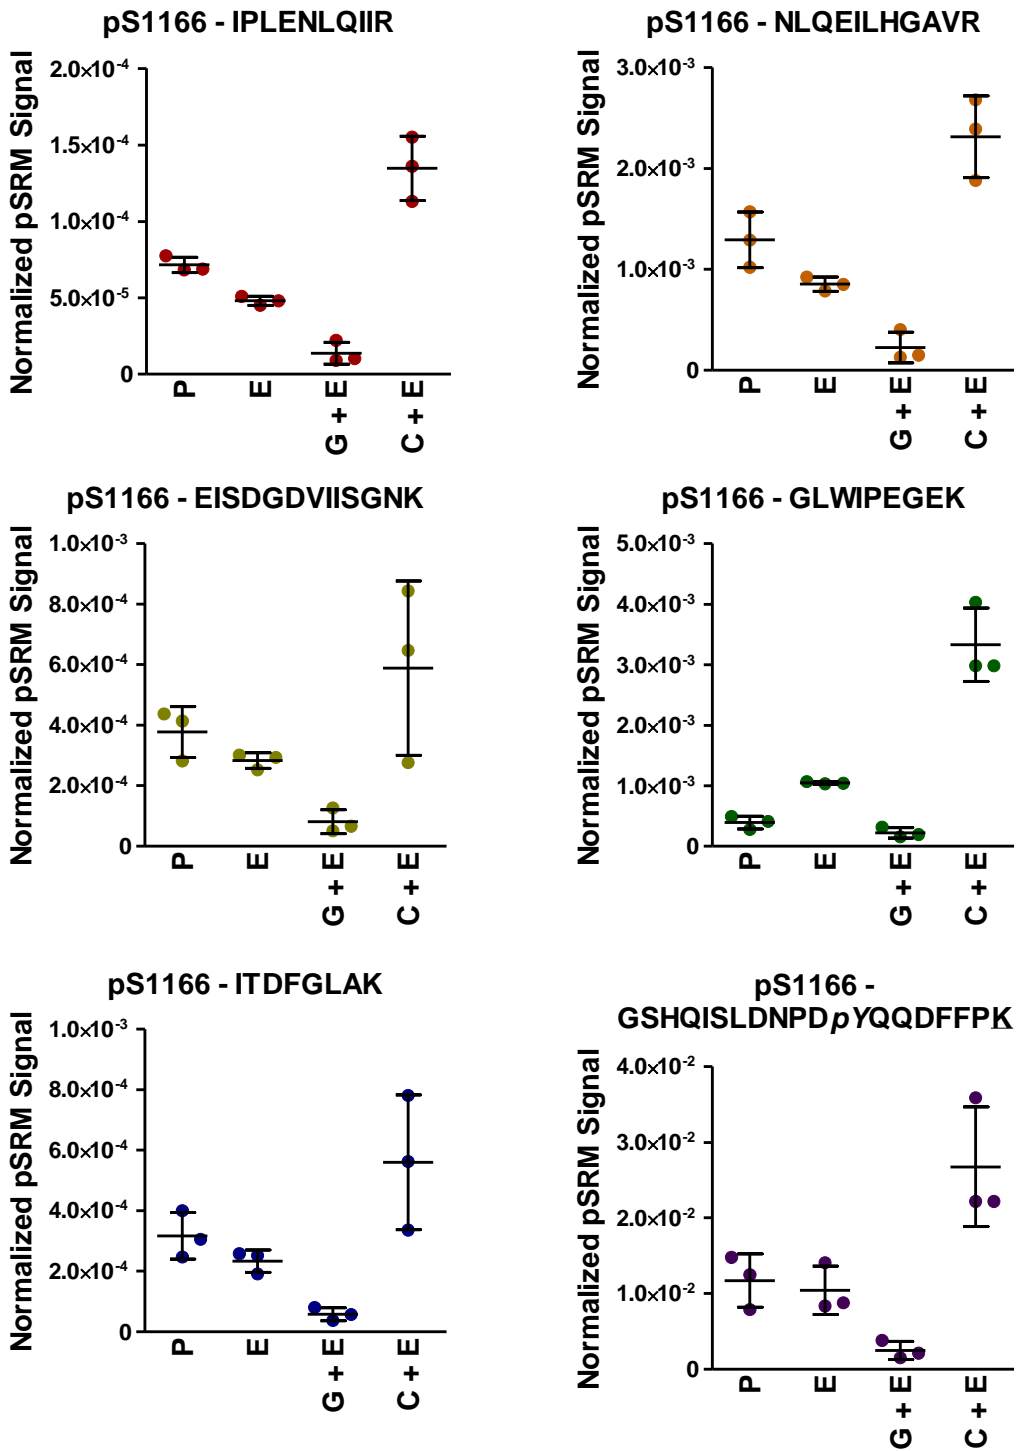 pS1166 - IPLENLQIIR
Normalized pSRM Signal
2.0×10-4
1.5×10-4
1.0×10-4
5.0×10-5
0
P
E
G + E
C + E
pS1166 - NLQEILHGAVR
Normalized pSRM Signal
3.0×10-3
2.0×10-3
1.0×10-3
0
P
E
G + E
C + E
pS1166 - EISDGDVIISGNK
Normalized pSRM Signal
1.0×10-3
8.0×10-4
6.0×10-4
4.0×10-4
2.0×10-4
0
P
E
G + E
C + E
pS1166 - GLWIPEGEK
Normalized pSRM Signal
5.0×10-3
4.0×10-3
3.0×10-3
2.0×10-3
1.0×10-3
0
P
E
G + E
C + E
pS1166 - ITDFGLAK
Normalized pSRM Signal
1.0×10-3
8.0×10-4
6.0×10-4
4.0×10-4
2.0×10-4
0
P
E
G + E
C + E
pS1166 -
GSHQISLDNPDpYQQDFFPK
Normalized pSRM Signal
4.0×10-2
3.0×10-2
2.0×10-2
1.0×10-2
0
P
E
G + E
C + E